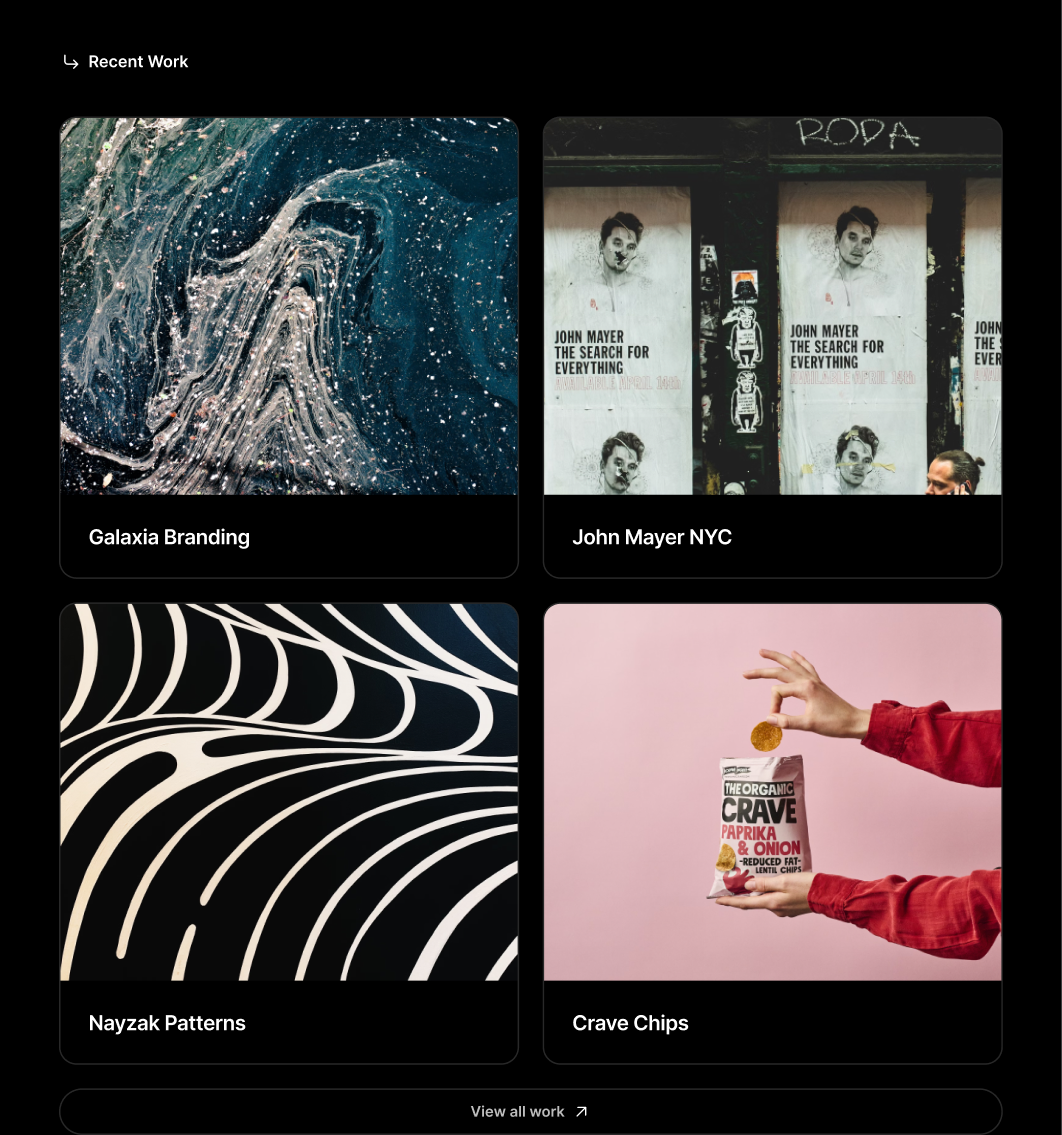 Recent Work
RODA
JOHN MAYER
THE SEARCH FOR
EVERYTHING
AVAILABLE APRIL 14th
JOHN MAYER
THE SEARCH FOR
EVERYTHING
AVAILABLE APRIL 14th
JOHN
THE S
EVER
Galaxia Branding
John Mayer NYC
THE ORGANIC
CRAVE
PAPRIKA
& ONION
-REDUCED FAT-
LENTIL CHIPS
Nayzak Patterns
Crave Chips
View all work